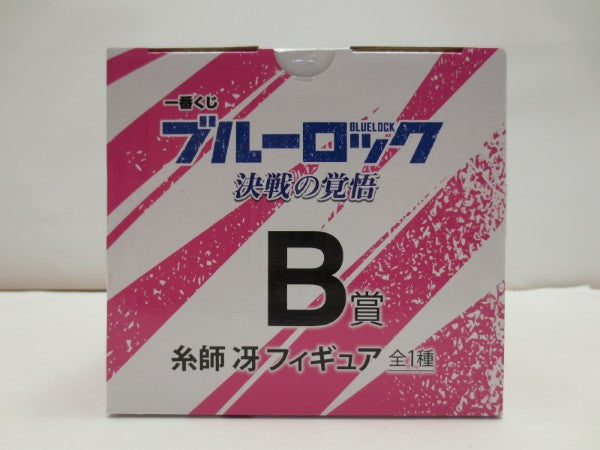 一番くじ
BLUELOCK
ブルーロック
決戦の覚悟
B賞
糸師 冴 フィギュア 全1種